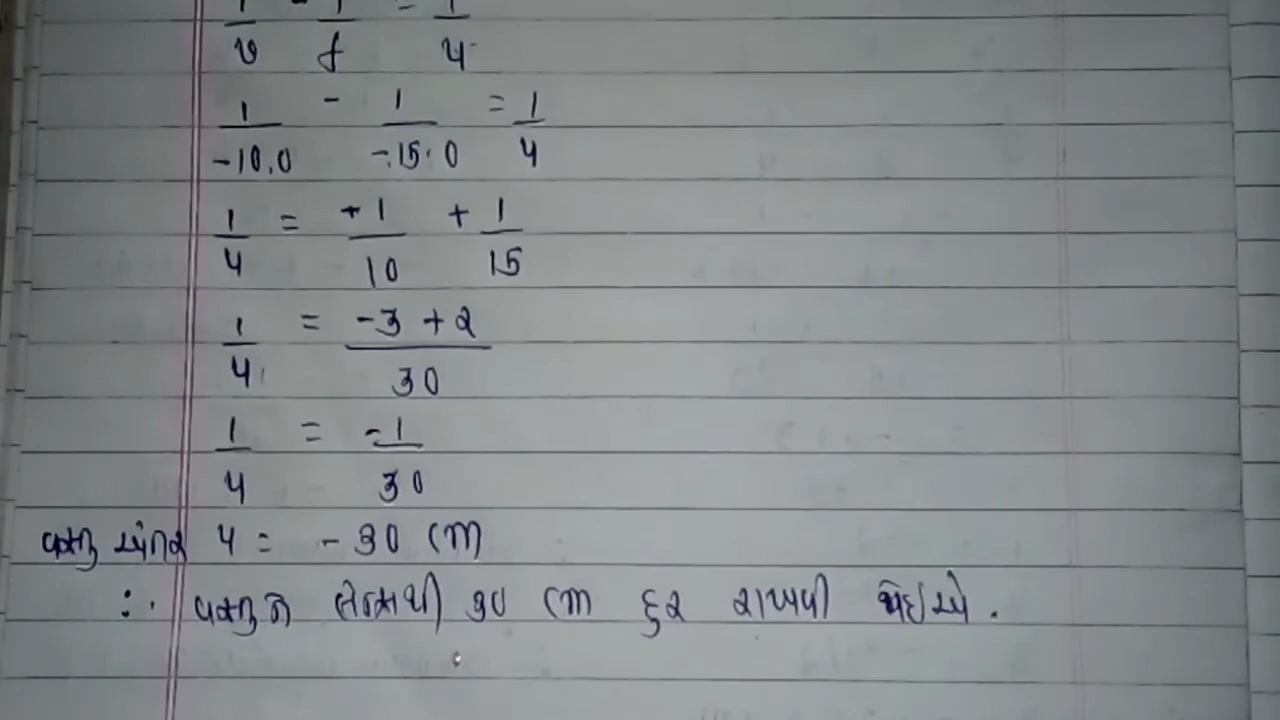 1/v - 1/f = 1/u
1/-10.0 - 1/-15.0 = 1/u
1/u = +1/10 + 1/15
1/u = -3 + 2/30
1/u = -1/30
વસ્તુ અંતર u = -30 cm
∴ વસ્તુને લેન્સથી 30 cm દુર રાખવી જોઈએ.